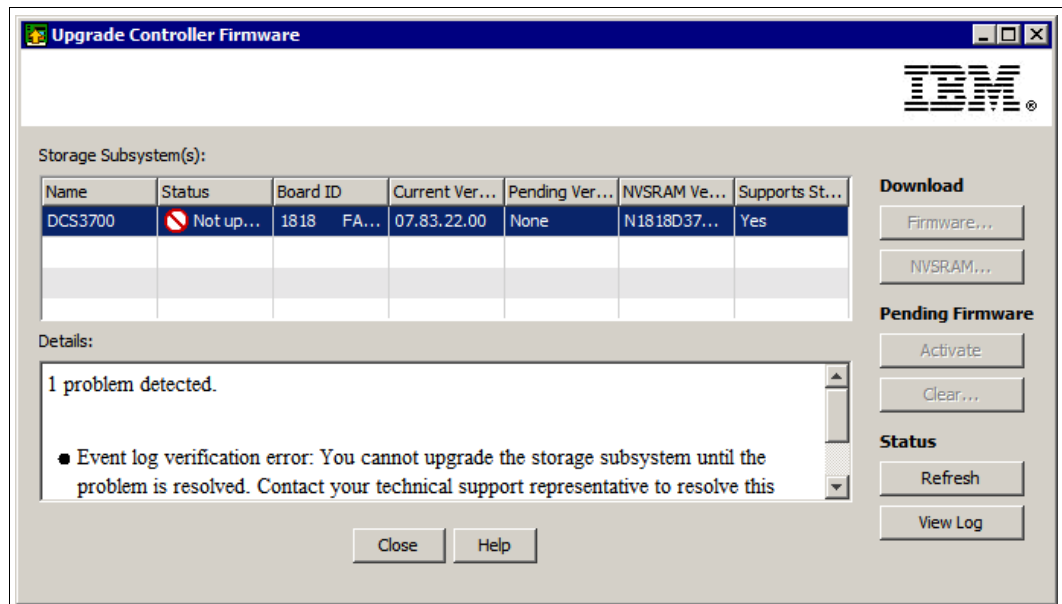 Upgrade Controller Firmware
IBM®
Storage Subsystem(s):
Name Status Board ID Current Ver... Pending Ver... NVSRAM Ve... Supports St...
DCS3700 Not up... 1818 FA... 07.83.22.00 None N1818D37... Yes
Download
Firmware...
NVSRAM...
Pending Firmware
Activate
Clear...
Status
Refresh
View Log
Details:
1 problem detected.
● Event log verification error: You cannot upgrade the storage subsystem until the
problem is resolved. Contact your technical support representative to resolve this
Close Help